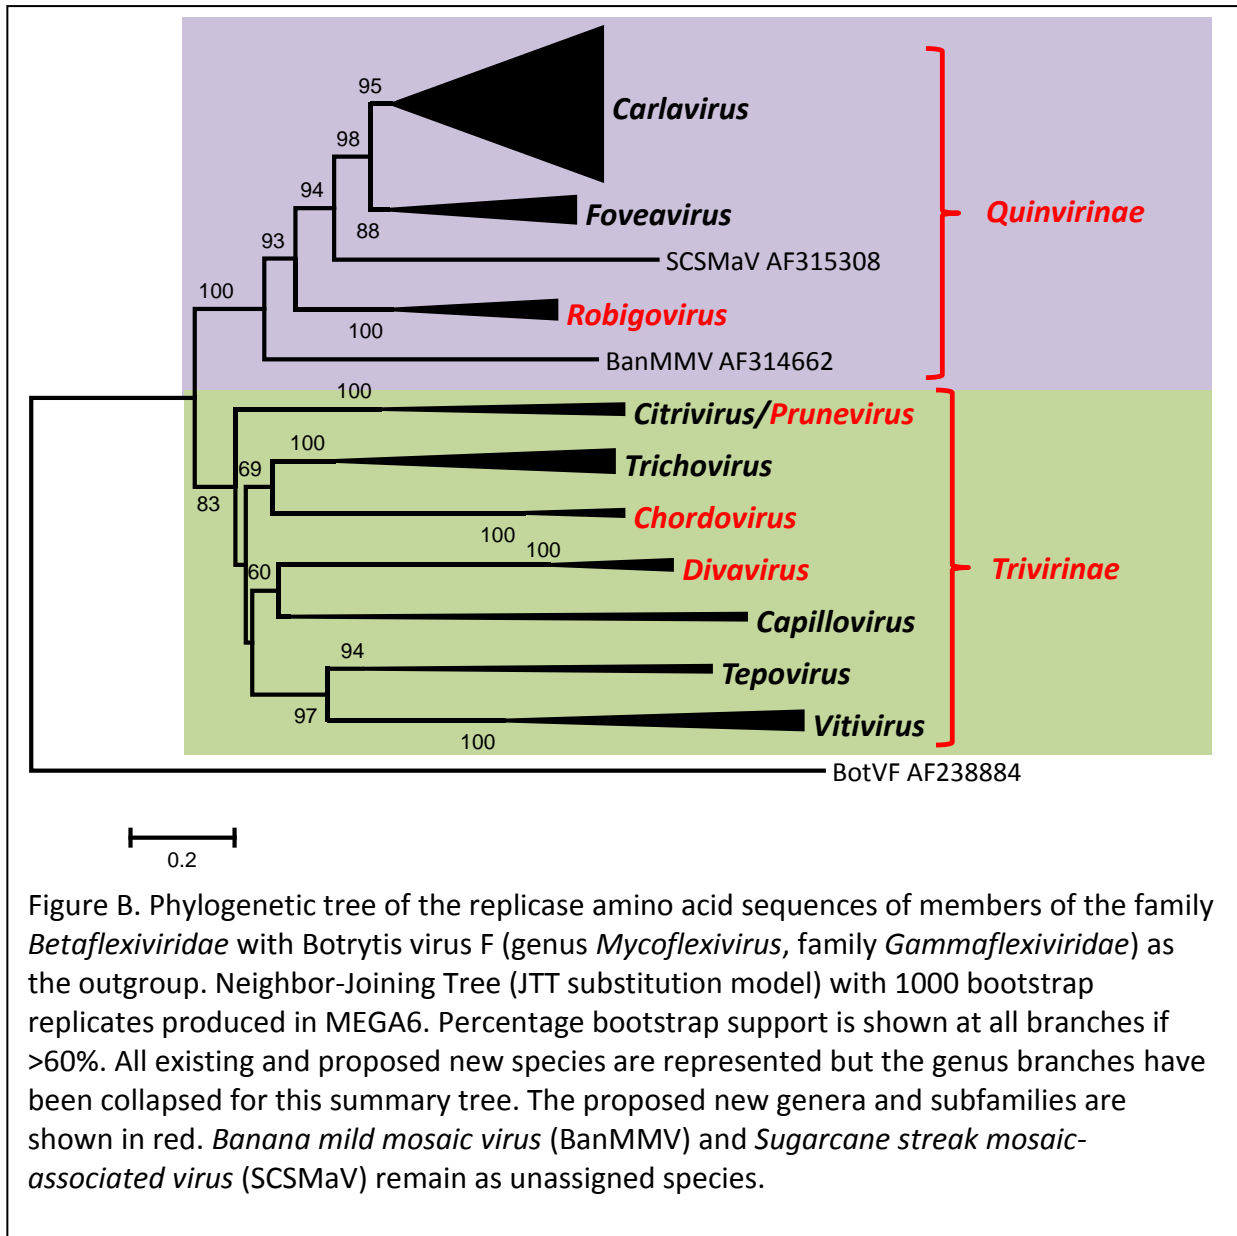 95
Carlavirus
98
94
Foveavirus
88
Quinvirinae
93
SCSMaV AF315308
100
Robigovirus
100
BanMMV AF314662
100
Citrivirus/Prunevirus
100
Trichovirus
69
83
Chordovirus
100
100
60
Divavirus
Trivirinae
Capillovirus
94
Tepovirus
97
Vitivirus
100
BotVF AF238884
0.2
Figure B. Phylogenetic tree of the replicase amino acid sequences of members of the family
Betaflexiviridae with Botrytis virus F (genus Mycoflexivirus, family Gammaflexiviridae) as
the outgroup. Neighbor-Joining Tree (JTT substitution model) with 1000 bootstrap
replicates produced in MEGA6. Percentage bootstrap support is shown at all branches if
>60%. All existing and proposed new species are represented but the genus branches have
been collapsed for this summary tree. The proposed new genera and subfamilies are
shown in red. Banana mild mosaic virus (BanMMV) and Sugarcane streak mosaic-
associated virus (SCSMaV) remain as unassigned species.